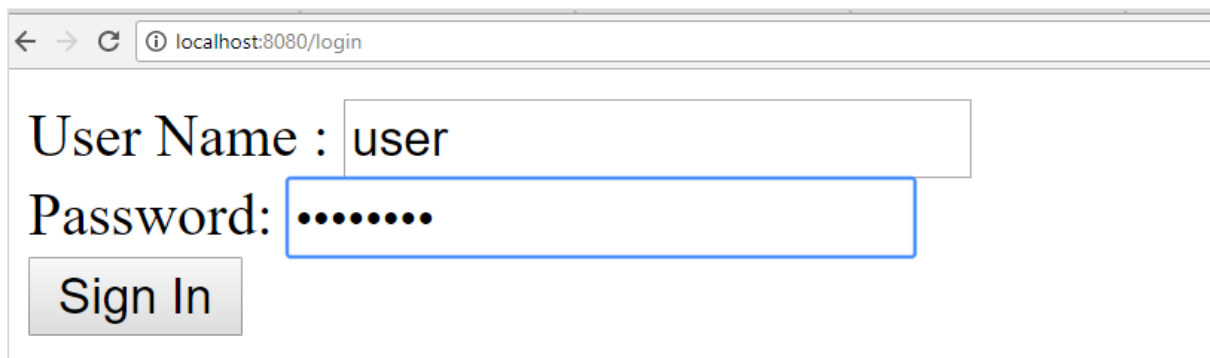 localhost:8080/login
User Name : user
Password: ••••••••
Sign In